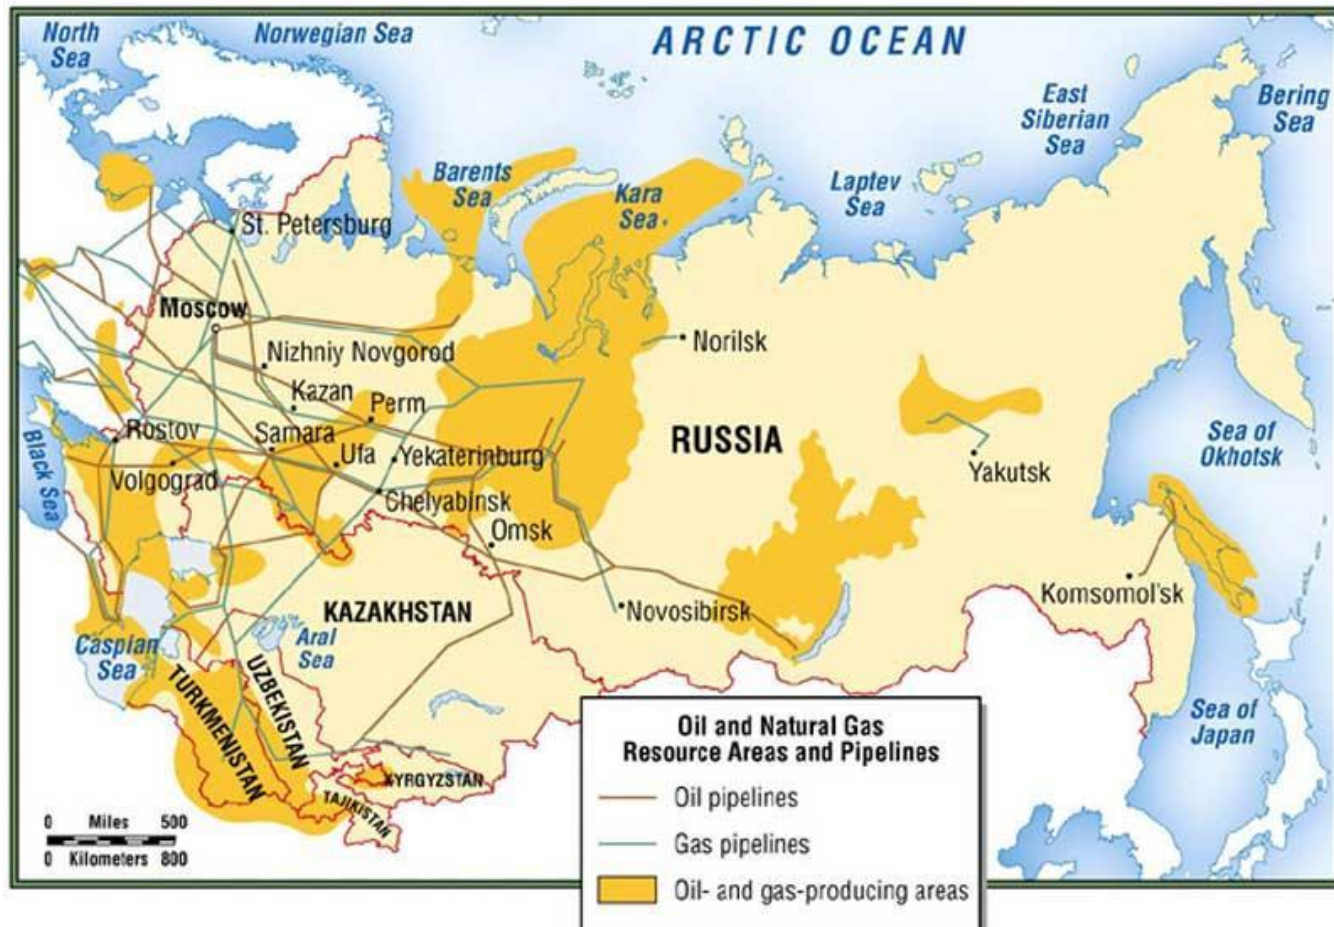 North
Sea
Norwegian Sea
ARCTIC OCEAN
East
Siberian
Sea
Bering
Sea
Barents
Sea
Kara
Sea
Laptev
Sea
St. Petersburg
Moscow
Nizhniy Novgorod
Norilsk
Kazan
Perm
Rostov
Samara
RUSSIA
Sea of
Okhotsk
Black Sea
Volgograd
Ufa
Yekaterinburg
Yakutsk
Chelyabinsk
Omsk
Komsomol'sk
KAZAKHSTAN
Novosibirsk
Caspian
Sea
Aral
Sea
UZBEKISTAN
TURKMENISTAN
KYRGYZSTAN
TAJIKISTAN
Sea of
Japan
Oil and Natural Gas
Resource Areas and Pipelines
Oil pipelines
Gas pipelines
Oil- and gas-producing areas
0 Miles 500
0 Kilometers 800